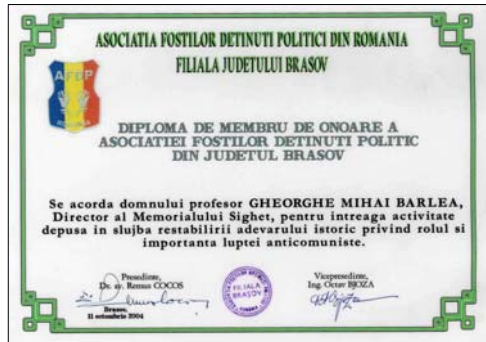 ASOCIATIA FOSTILOR DETINUTI POLITICI DIN ROMANIA
FILIALA JUDETULUI BRASOV
AFDP
DIPLOMA DE MEMBRU DE ONOARE A
ASOCIATIEI FOSTILOR DETINUTI POLITIC
DIN JUDETUL BRASOV
Se acorda domnului profesor GHEORGHE MIHAI BARLEA,
Director al Memorialului Sighet, pentru intreaga activitate
depusa in slujba restabilirii adevarului istoric privind rolul si
importanta luptei anticomuniste.
Presedinte,
Dr. av. Remus COCOS
Brasov,
11 octombrie 2004
FILIALA
BRASOV
Vicepresedinte,
Ing. Octav BJOZA